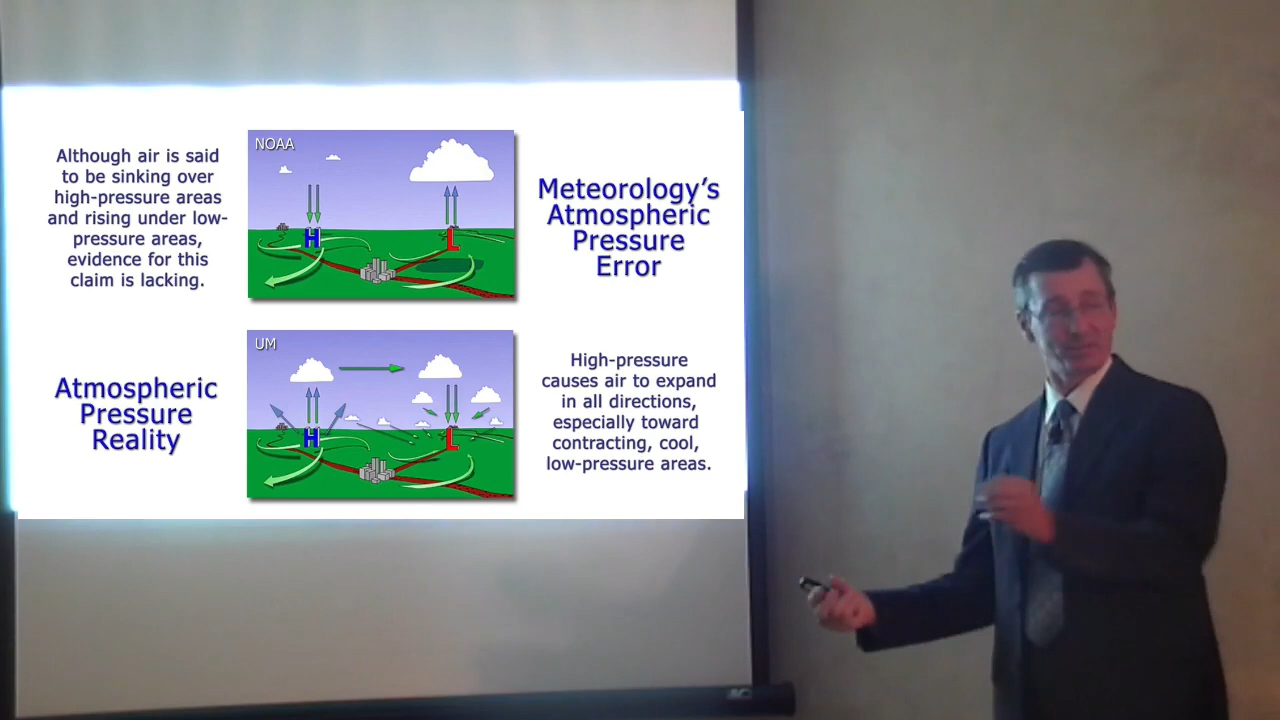 Although air is said
to be sinking over
high-pressure areas
and rising under low-
pressure areas,
evidence for this
claim is lacking.
NOAA
H
L
Meteorology’s
Atmospheric
Pressure
Error
Atmospheric
Pressure
Reality
UM
H
L
High-pressure
causes air to expand
in all directions,
especially toward
contracting, cool,
low-pressure areas.